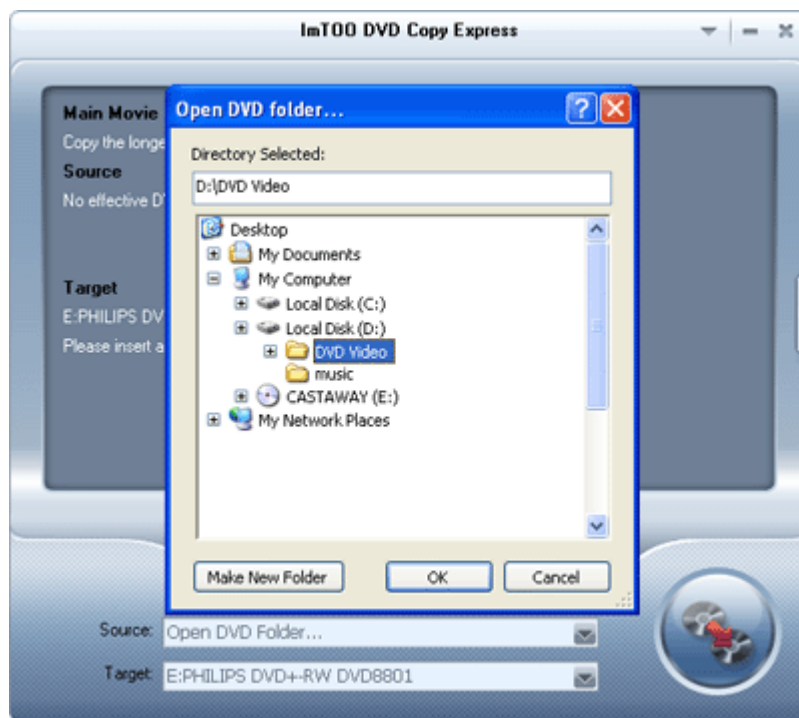 ImTOO DVD Copy Express
Main Movie
Copy the longe
Source
No effective D
Target
E:PHILIPS DV
Please insert a
Open DVD folder...
Directory Selected:
D:\DVD Video
Desktop
My Documents
My Computer
Local Disk (C:)
Local Disk (D:)
DVD Video
music
CASTAWAY (E:)
My Network Places
Make New Folder OK Cancel
Source: Open DVD Folder...
Target: E:PHILIPS DVD+-RW DVD8801